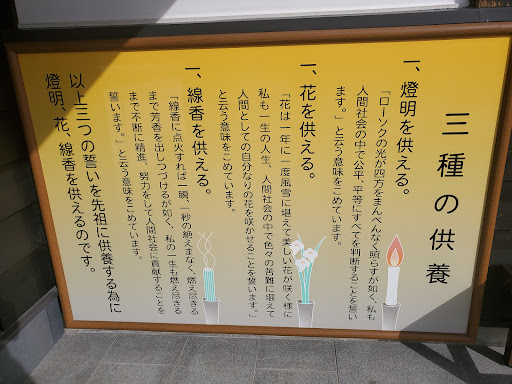 三種の供養
一、燈明を供える。
「ローソクの光が四方をまんべんなく照らすが如く、私も
人間社会の中で公平、平等にすべてを判断することを誓い
ます。」と云う意味をこめています。
一、花を供える。
「花は一年に一度風雪に堪えて美しい花が咲く様に
私も一生の人生、人間社会の中で色々の苦難に堪えて
人間としての自分なりの花を咲かせることを誓います。」
と云う意味をこめています。
一、線香を供える。
「線香に点火すれば一瞬、一秒の絶えまなく、燃え尽きる
まで芳香を出しつづけるが如く、私の一生も燃え尽きる
まで不断に精進、努力をして人間社会に貢献することを
誓います。」と云う意味をこめています。
以上三つの誓いを先祖に供養する為に
燈明、花、線香を供えるのです。